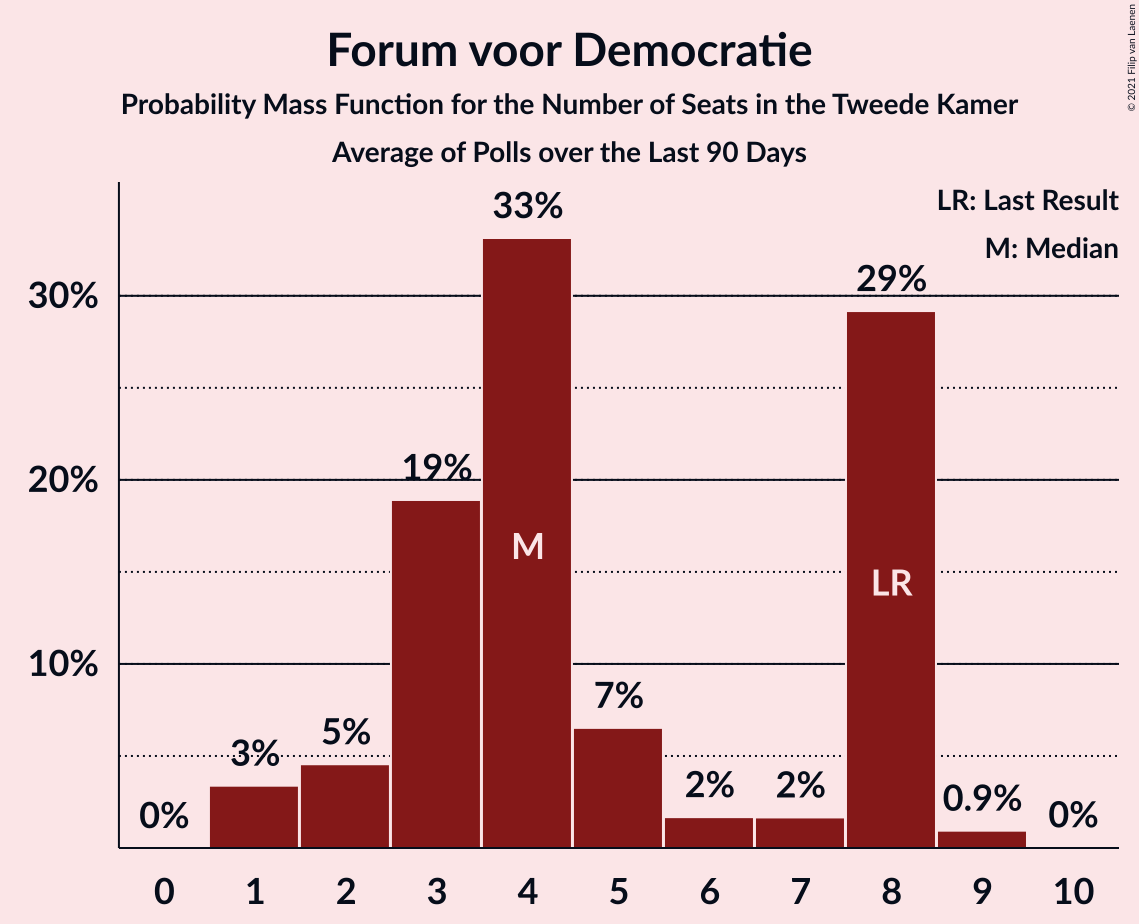 Forum voor Democratie
Probability Mass Function for the Number of Seats in the Tweede Kamer
Average of Polls over the Last 90 Days
© 2021 Filip van Laenen
LR: Last Result
M: Median
33%
29%
30%
19%
20%
M
LR
10%
7%
5%
3%
2%
2%
0.9%
0%
0%
0 1 2 3 4 5 6 7 8 9 10